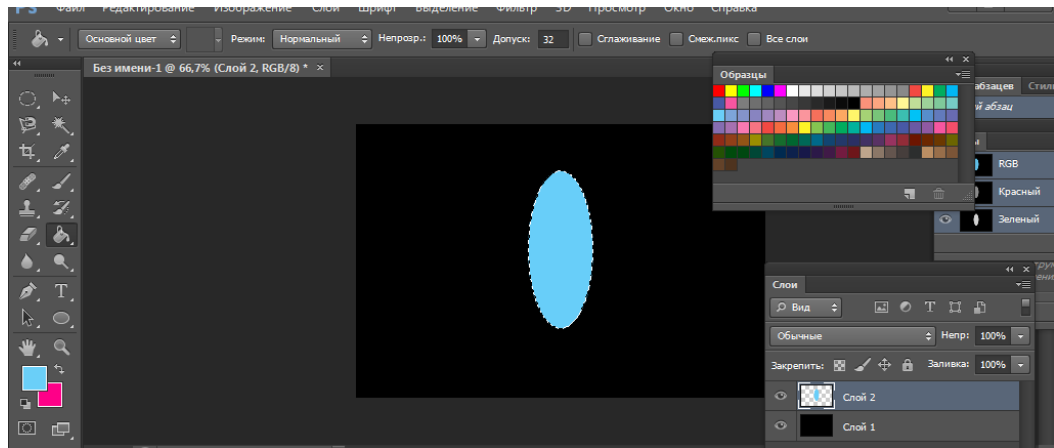 Ps Файл Редактирование Изображение Слои Шрифт Выделение Фильтр 3D Просмотр Окно Справка
Основной цвет Режим: Нормальный Непрозр.: 100% Допуск: 32 Сглаживание Смеж.пикс Все слои
Без имени-1 @ 66,7% (Слой 2, RGB/8) * ×
Образцы
абзацев
абзац
RGB
Красный
Зеленый
Слои
Вид
Обычные Непр: 100%
Закрепить: Заливка: 100%
Слой 2
Слой 1